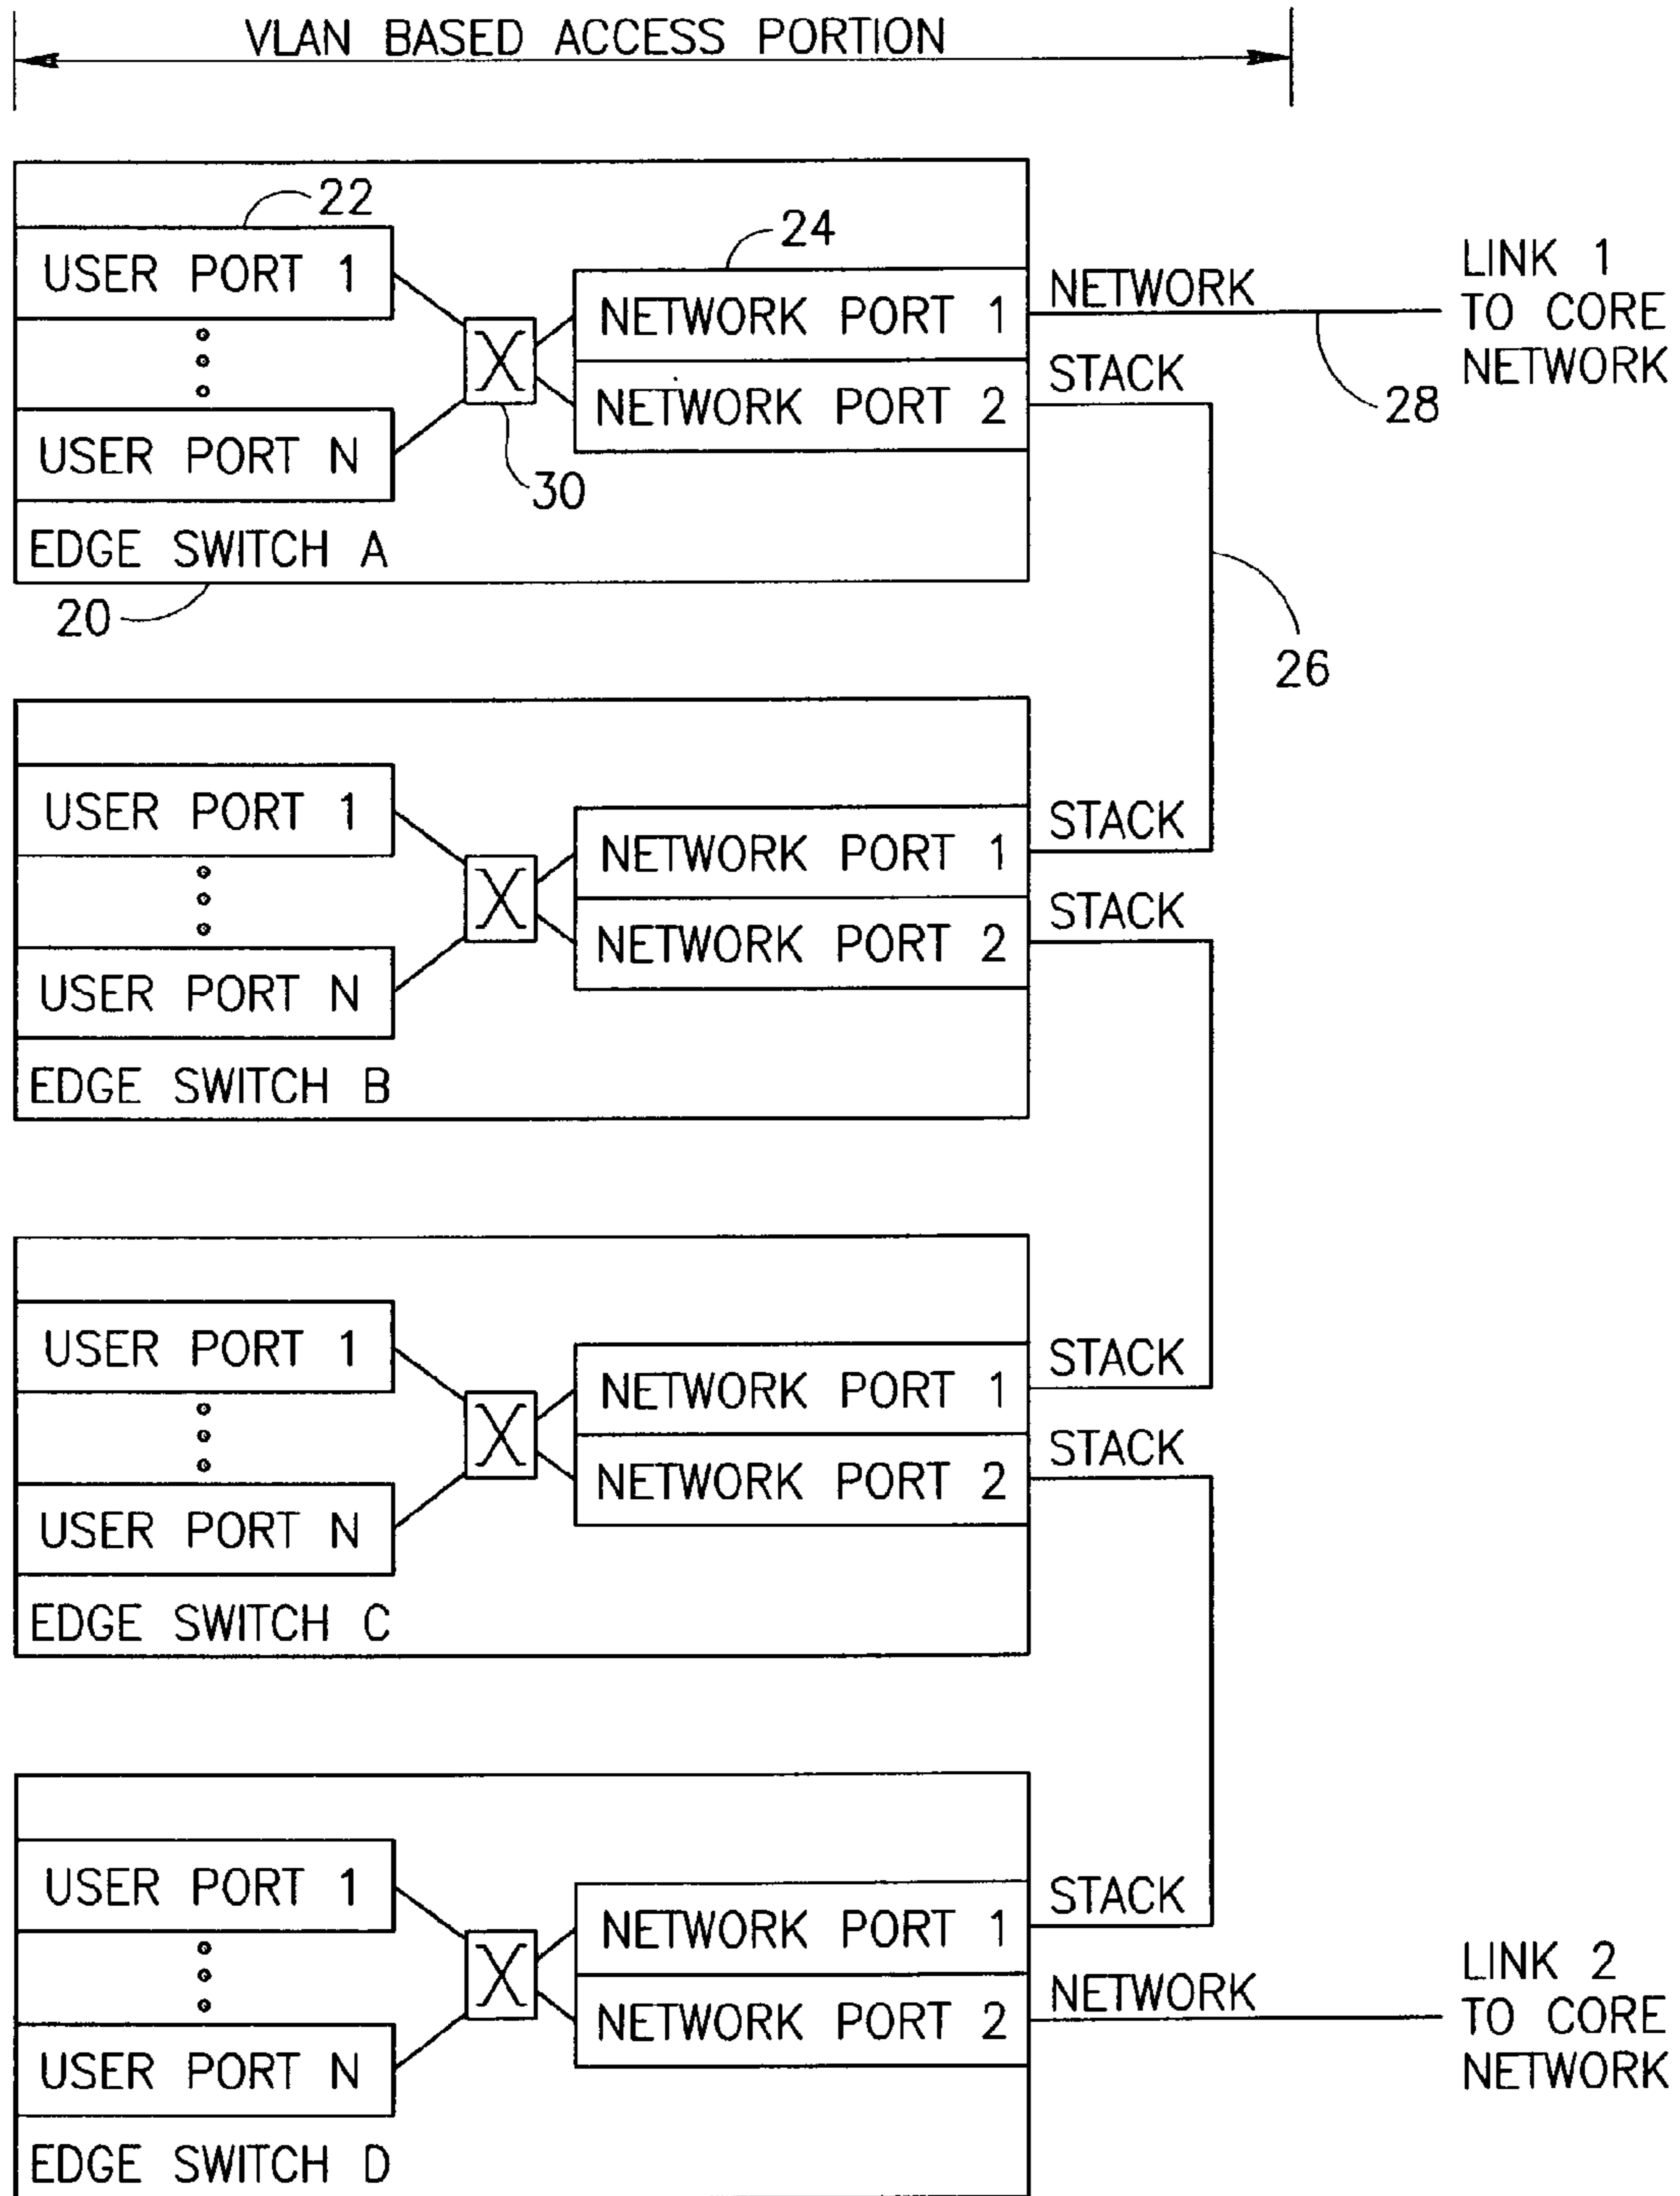 VLAN BASED ACCESS PORTION
22
USER PORT 1
USER PORT N
30
24
NETWORK PORT 1
NETWORK PORT 2
EDGE SWITCH A
20
NETWORK
STACK
28
LINK 1
TO CORE
NETWORK
26
USER PORT 1
USER PORT N
NETWORK PORT 1
NETWORK PORT 2
EDGE SWITCH B
STACK
STACK
USER PORT 1
USER PORT N
NETWORK PORT 1
NETWORK PORT 2
EDGE SWITCH C
STACK
STACK
USER PORT 1
USER PORT N
NETWORK PORT 1
NETWORK PORT 2
EDGE SWITCH D
STACK
NETWORK
LINK 2
TO CORE
NETWORK